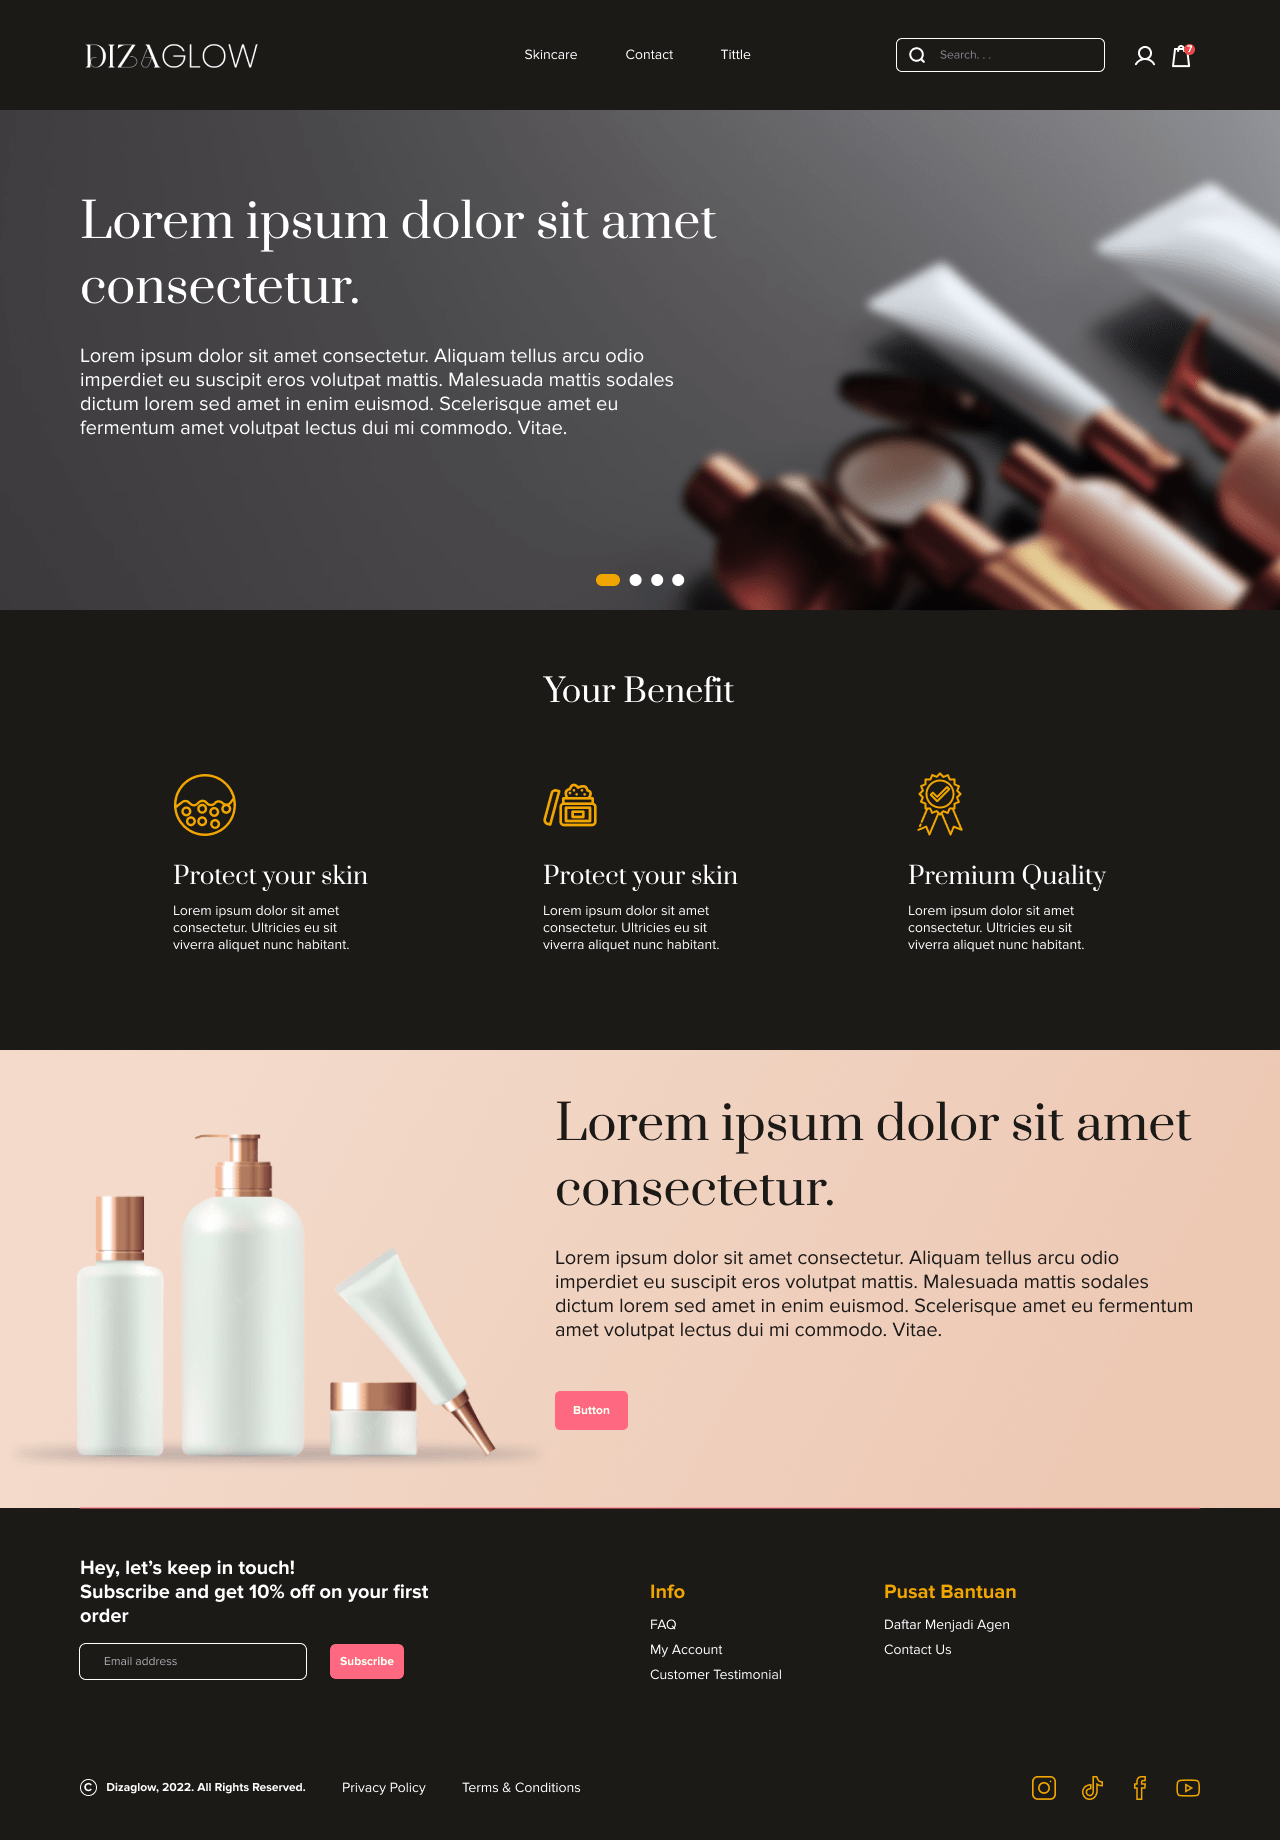 DIZAGLOW
Skincare
Contact
Tittle
Search. . .
7
Lorem ipsum dolor sit amet
consectetur.
Lorem ipsum dolor sit amet consectetur. Aliquam tellus arcu odio
imperdiet eu suscipit eros volutpat mattis. Malesuada mattis sodales
dictum lorem sed amet in enim euismod. Scelerisque amet eu
fermentum amet volutpat lectus dui mi commodo. Vitae.
Your Benefit
Protect your skin
Lorem ipsum dolor sit amet
consectetur. Ultricies eu sit
viverra aliquet nunc habitant.
Protect your skin
Lorem ipsum dolor sit amet
consectetur. Ultricies eu sit
viverra aliquet nunc habitant.
Premium Quality
Lorem ipsum dolor sit amet
consectetur. Ultricies eu sit
viverra aliquet nunc habitant.
Lorem ipsum dolor sit amet
consectetur.
Lorem ipsum dolor sit amet consectetur. Aliquam tellus arcu odio
imperdiet eu suscipit eros volutpat mattis. Malesuada mattis sodales
dictum lorem sed amet in enim euismod. Scelerisque amet eu fermentum
amet volutpat lectus dui mi commodo. Vitae.
Button
Hey, let’s keep in touch!
Subscribe and get 10% off on your first
order
Email address
Subscribe
Info
FAQ
My Account
Customer Testimonial
Pusat Bantuan
Daftar Menjadi Agen
Contact Us
© Dizaglow, 2022. All Rights Reserved.
Privacy Policy
Terms & Conditions